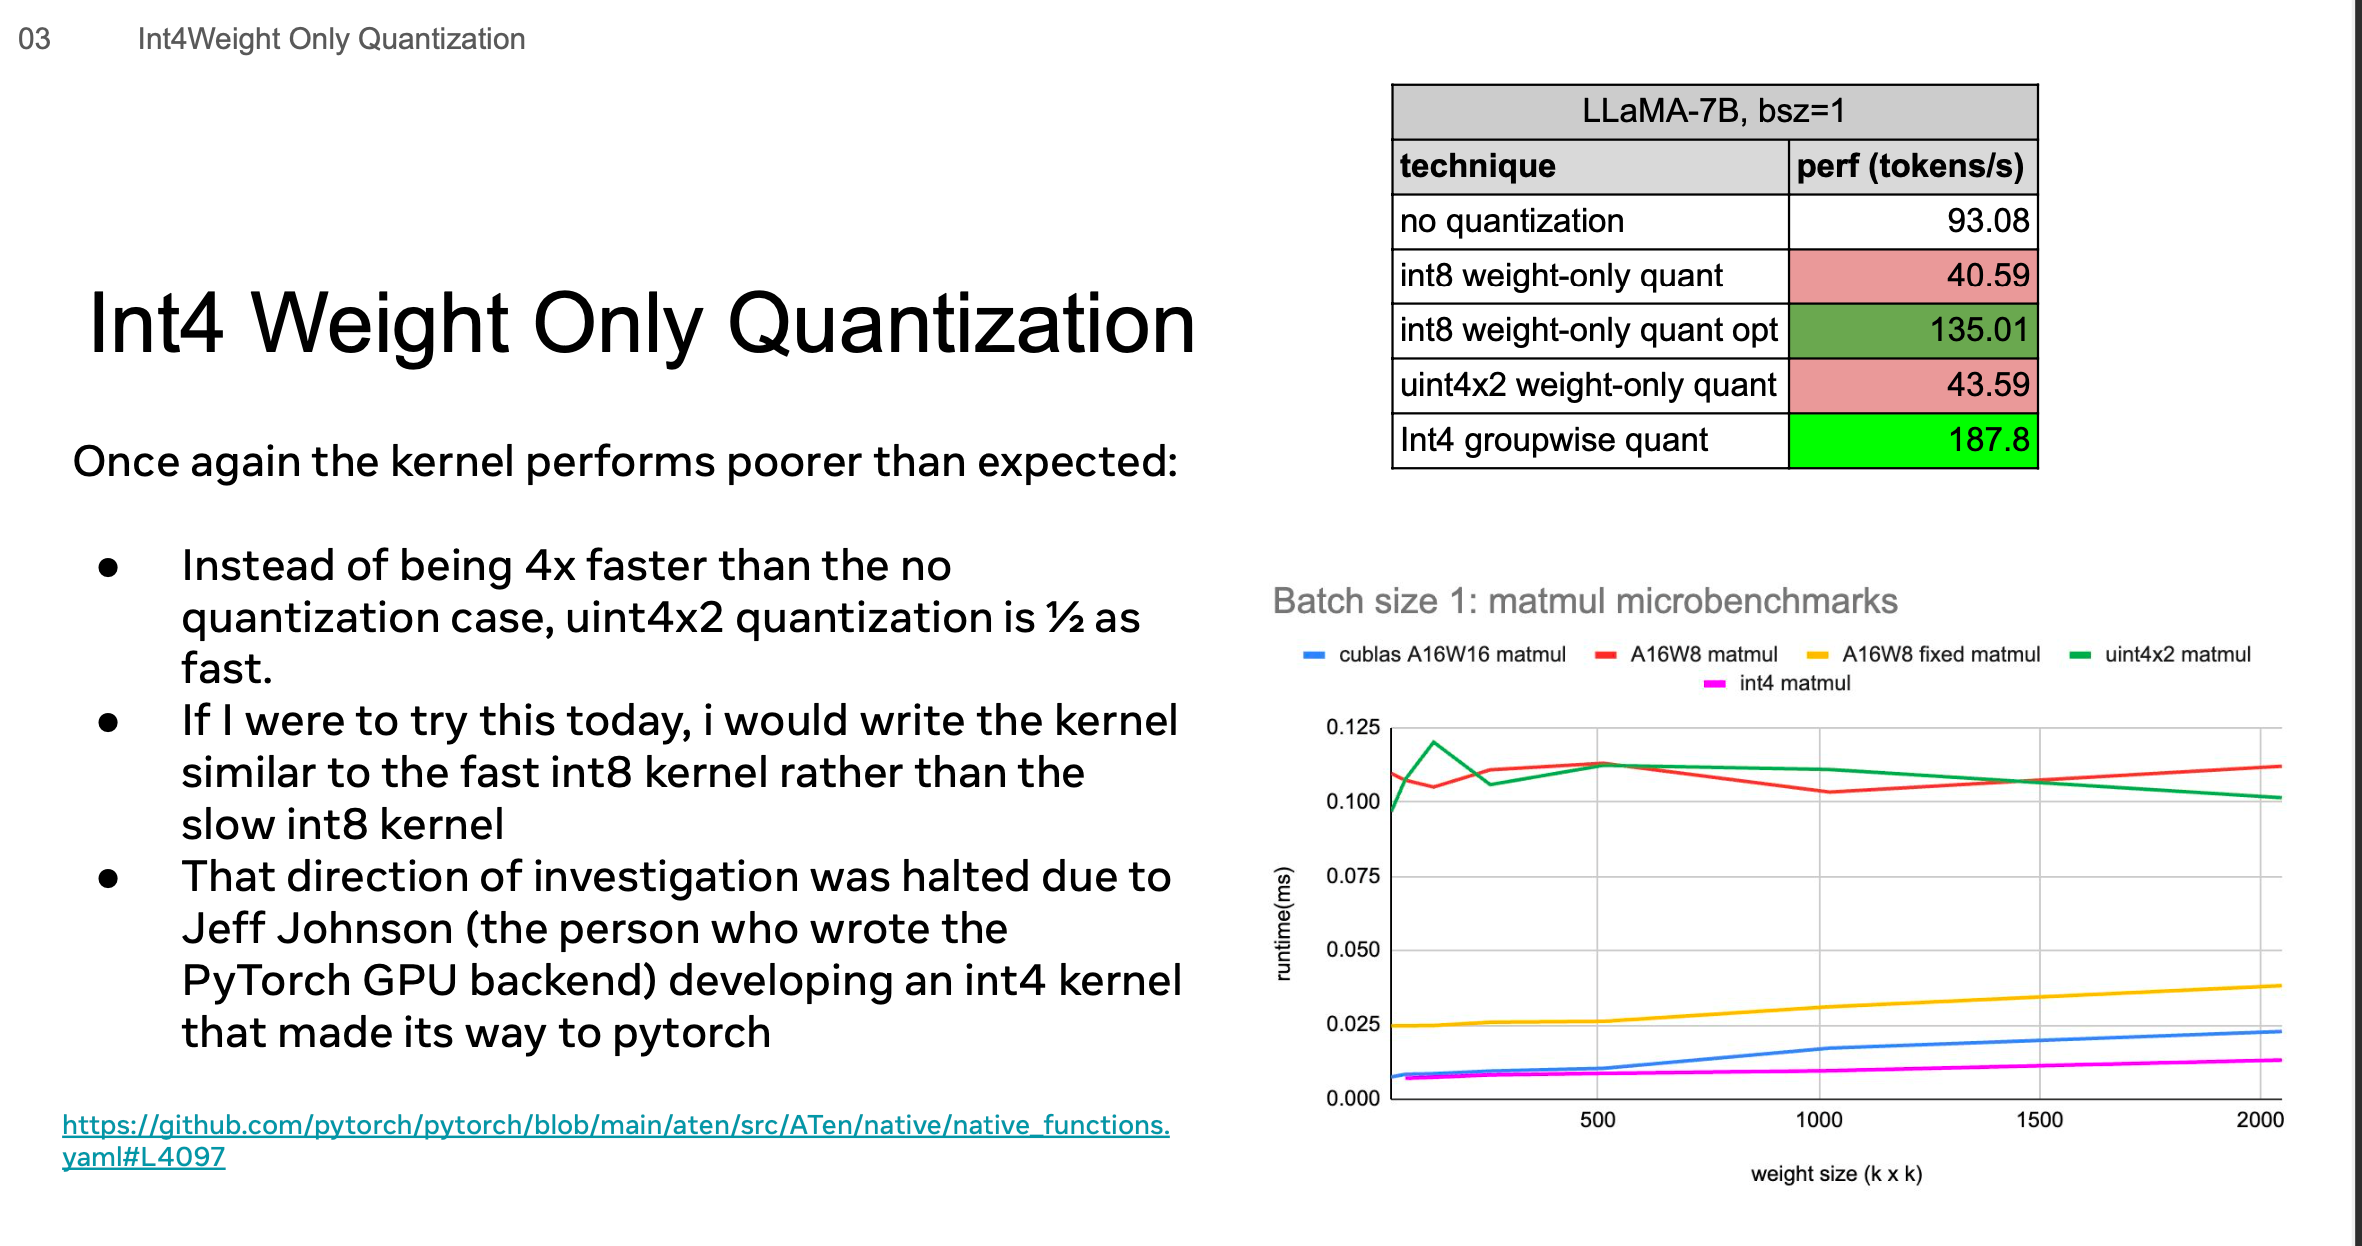 03 Int4Weight Only Quantization
Int4 Weight Only Quantization
Once again the kernel performs poorer than expected:
● Instead of being 4x faster than the no
quantization case, uint4x2 quantization is ½ as
fast.
● If I were to try this today, i would write the kernel
similar to the fast int8 kernel rather than the
slow int8 kernel
● That direction of investigation was halted due to
Jeff Johnson (the person who wrote the
PyTorch GPU backend) developing an int4 kernel
that made its way to pytorch
https://github.com/pytorch/pytorch/blob/main/aten/src/ATen/native/native_functions.
yaml#L4097
LLaMA-7B, bsz=1
technique perf (tokens/s)
no quantization 93.08
int8 weight-only quant 40.59
int8 weight-only quant opt 135.01
uint4x2 weight-only quant 43.59
Int4 groupwise quant 187.8
Batch size 1: matmul microbenchmarks
cublas A16W16 matmul A16W8 matmul A16W8 fixed matmul uint4x2 matmul
int4 matmul
runtime(ms)
0.125
0.100
0.075
0.050
0.025
0.000
500 1000 1500 2000
weight size (k x k)